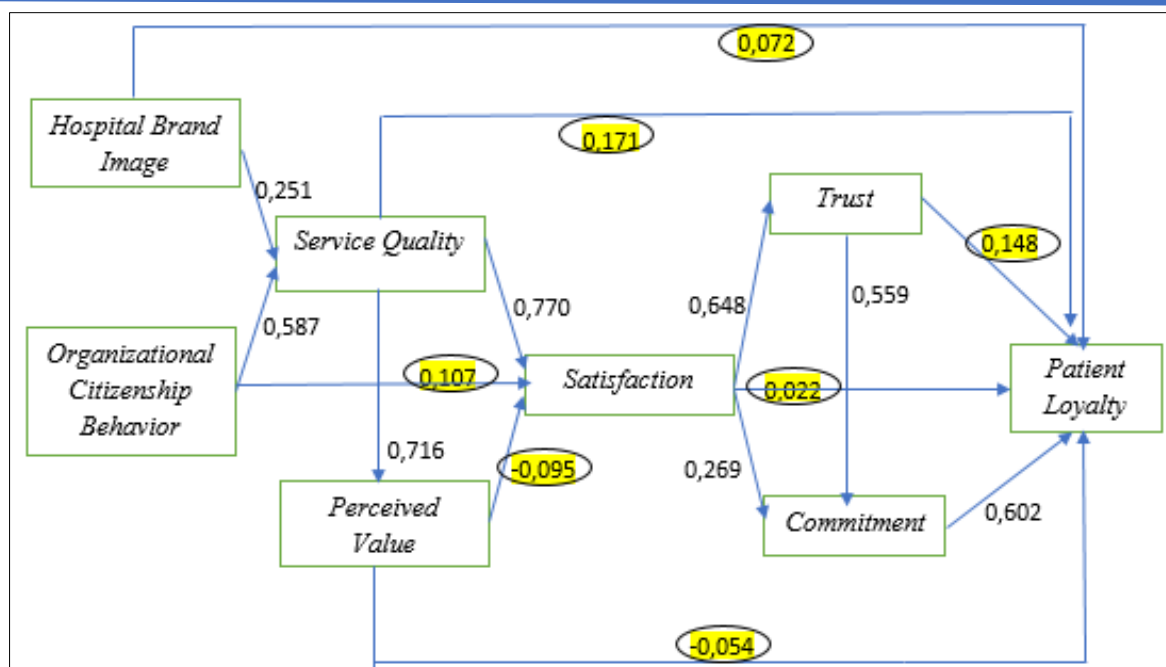 0,072
Hospital Brand
Image
0,171
0,251
Trust
Service Quality
0,148
0,770
0,648
0,559
0,587
Organizational
Citizenship
Behavior
0,107
Satisfaction
0,022
Patient
Loyalty
0,716
-0,095
0,269
Perceived
Value
Commitment
0,602
-0,054